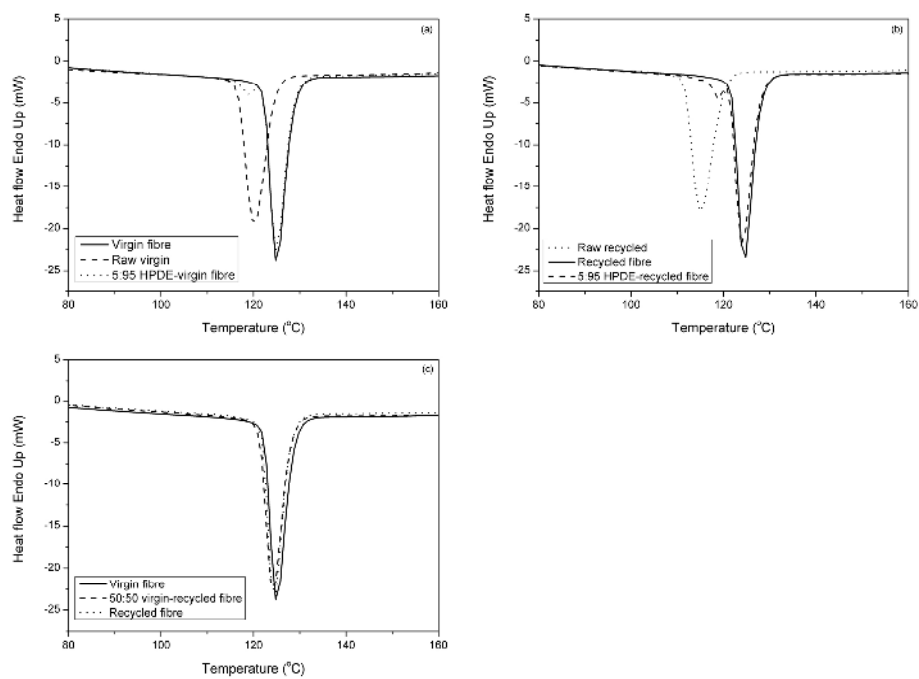 (a)
5
0
-5
-10
-15
-20
-25
Heat flow Endo Up (mW)
Virgin fibre
Raw virgin
5:95 HPDE-virgin fibre
80 100 120 140 160
Temperature (°C)
(b)
5
0
-5
-10
-15
-20
-25
Heat flow Endo Up (mW)
Raw recycled
Recycled fibre
5:95 HPDE-recycled fibre
80 100 120 140 160
Temperature (°C)
(c)
5
0
-5
-10
-15
-20
-25
Heat flow Endo Up (mW)
Virgin fibre
50:50 virgin-recycled fibre
Recycled fibre
80 100 120 140 160
Temperature (°C)